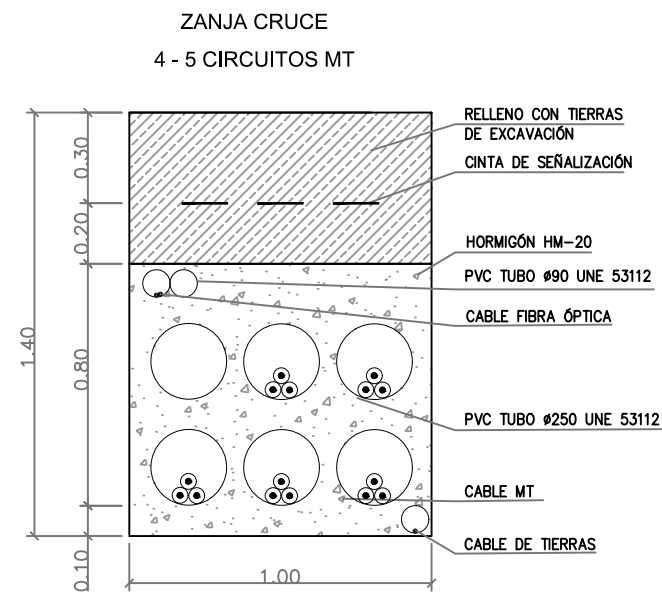 ZANJA CRUCE
4 - 5 CIRCUITOS MT
RELLENO CON TIERRAS
DE EXCAVACIÓN
CINTA DE SEÑALIZACIÓN
HORMIGÓN HM-20
PVC TUBO Ø90 UNE 53112
CABLE FIBRA ÓPTICA
PVC TUBO Ø250 UNE 53112
CABLE MT
CABLE DE TIERRAS
0.30
0.20
1.40
0.80
0.10
1.00